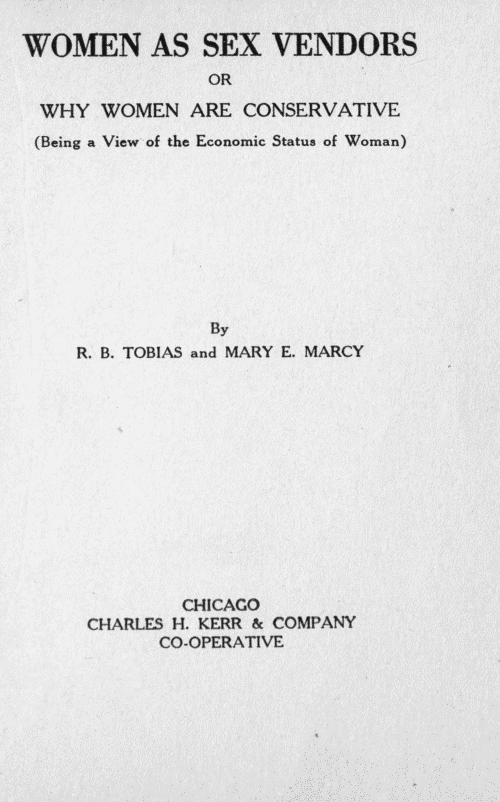 WOMEN AS SEX VENDORS
OR
WHY WOMEN ARE CONSERVATIVE
(Being a View of the Economic Status of Woman)
By
R. B. TOBIAS and MARY E. MARCY
CHICAGO
CHARLES H. KERR & COMPANY
CO-OPERATIVE